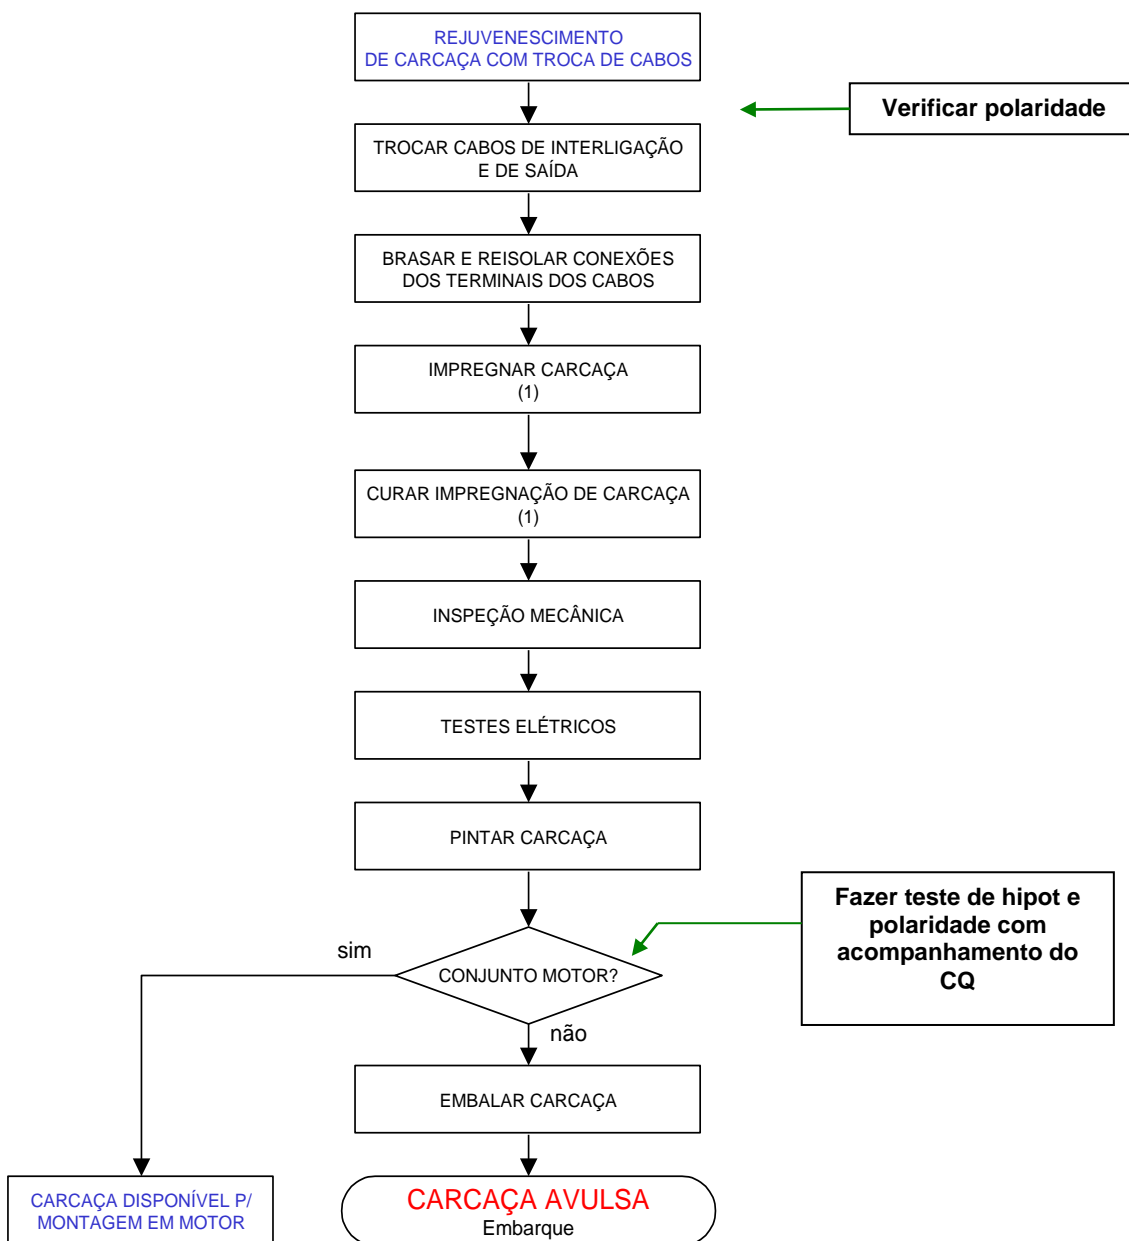 REJUVENESCIMENTO
DE CARCAÇA COM TROCA DE CABOS
Verificar polaridade
TROCAR CABOS DE INTERLIGAÇÃO
E DE SAÍDA
BRASAR E REISOLAR CONEXÕES
DOS TERMINAIS DOS CABOS
IMPREGNAR CARCAÇA
(1)
CURAR IMPREGNAÇÃO DE CARCAÇA
(1)
INSPEÇÃO MECÂNICA
TESTES ELÉTRICOS
PINTAR CARCAÇA
Fazer teste de hipot e
polaridade com
acompanhamento do
CQ
sim
CONJUNTO MOTOR?
não
EMBALAR CARCAÇA
CARCAÇA DISPONÍVEL P/
MONTAGEM EM MOTOR
CARCAÇA AVULSA
Embarque